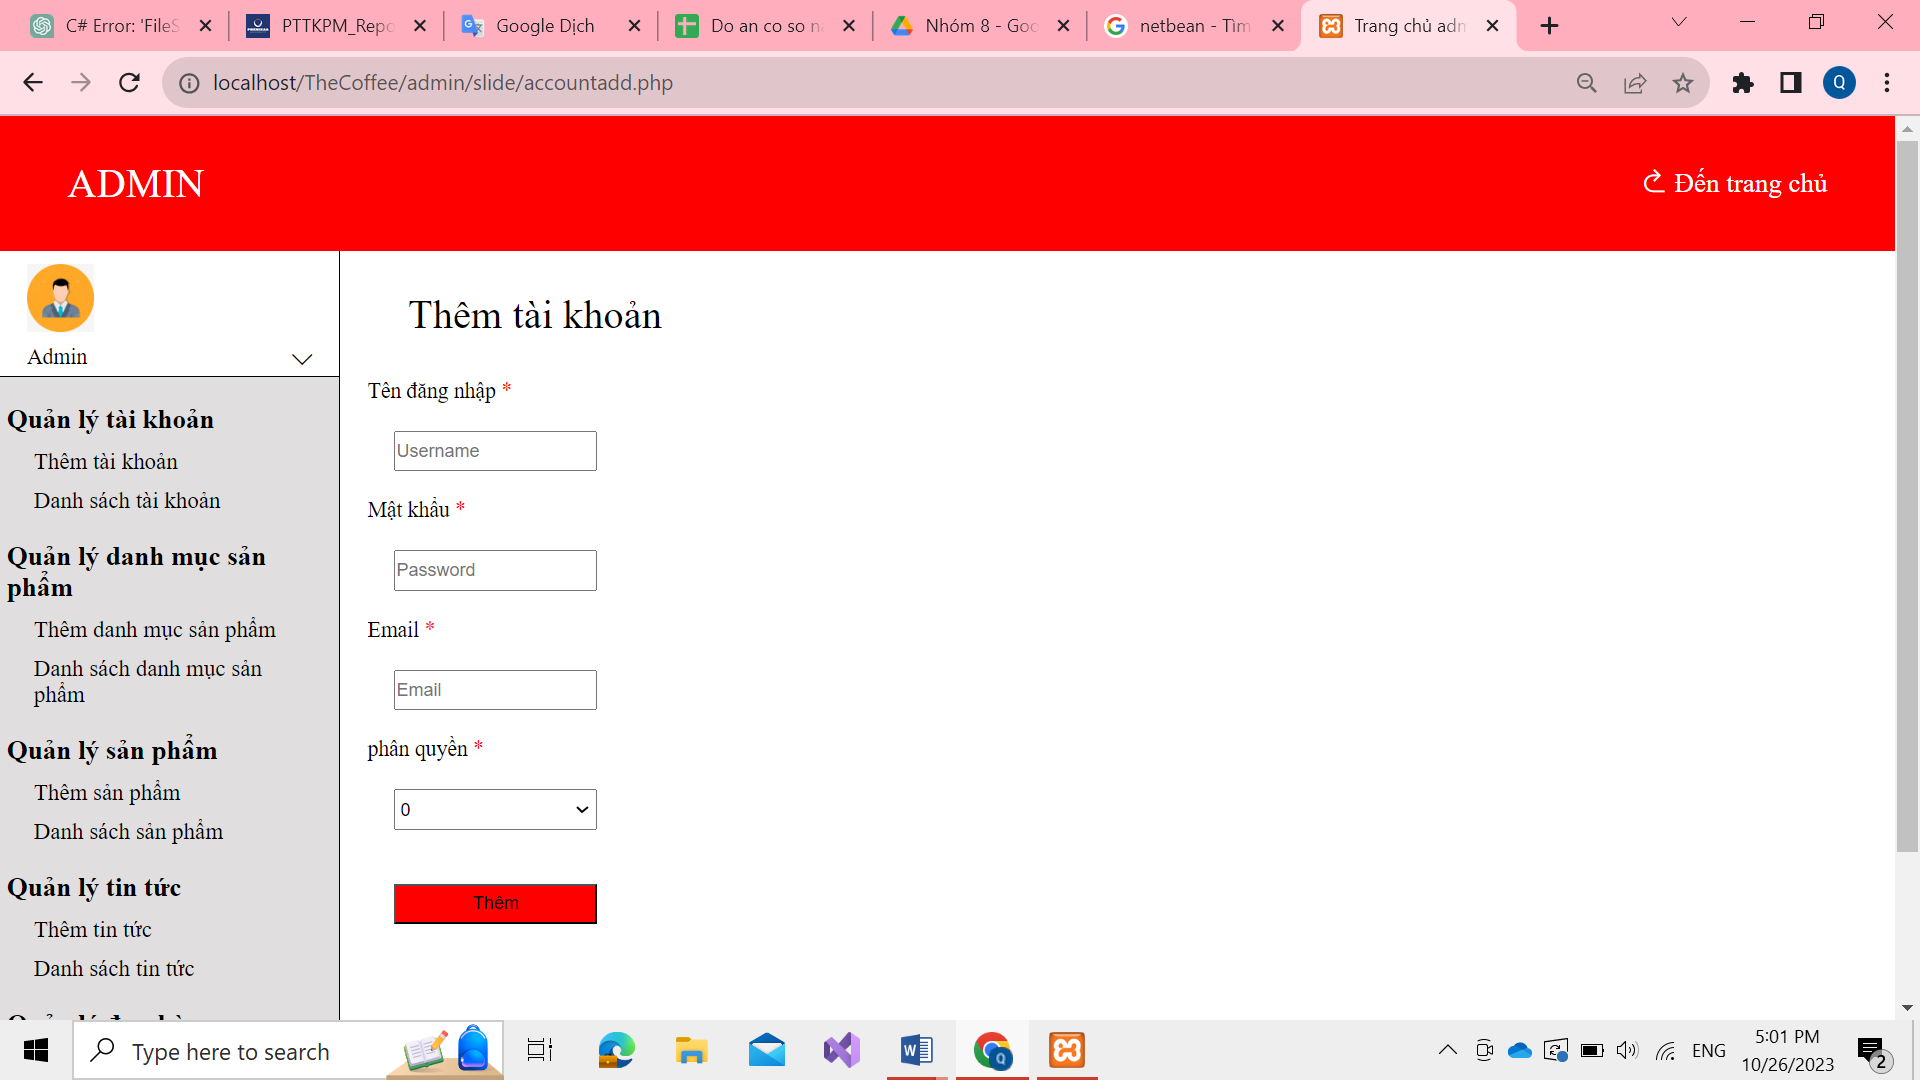 C# Error: 'FileS
PTTKPM_Repo
Google Dịch
Do an co so n
Nhóm 8 - Goo
netbean - Tìm
Trang chủ adm
localhost/TheCoffee/admin/slide/accountadd.php
Q
ADMIN
Đến trang chủ
Admin
Quản lý tài khoản
Thêm tài khoản
Danh sách tài khoản
Quản lý danh mục sản
phẩm
Thêm danh mục sản phẩm
Danh sách danh mục sản
phẩm
Quản lý sản phẩm
Thêm sản phẩm
Danh sách sản phẩm
Quản lý tin tức
Thêm tin tức
Danh sách tin tức
Thêm tài khoản
Tên đăng nhập *
Username
Mật khẩu *
Password
Email *
Email
phân quyền *
0
Thêm
Type here to search
ENG
5:01 PM
10/26/2023
2